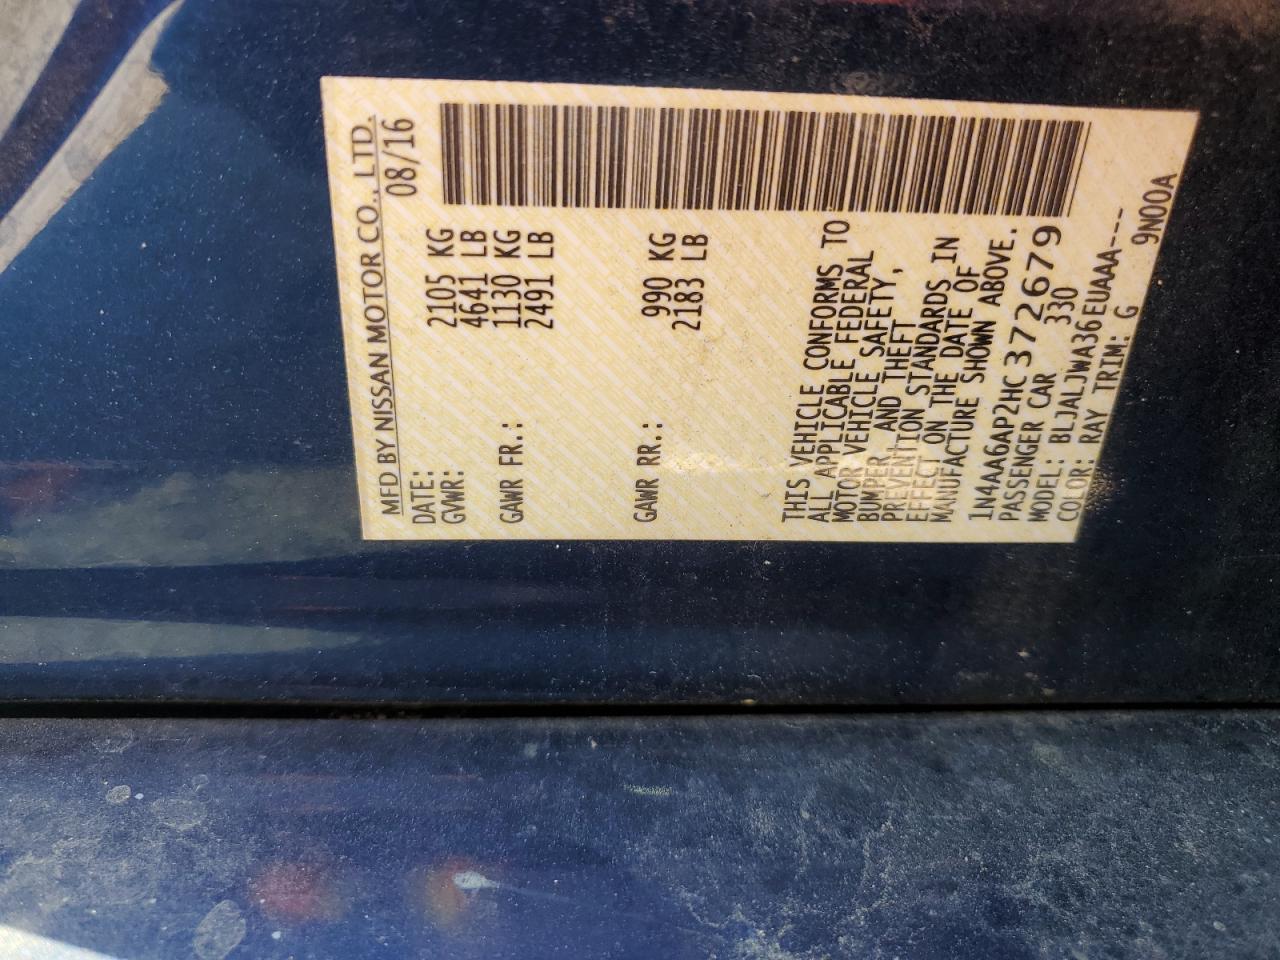 MFD BY NISSAN MOTOR CO., LTD.
DATE: 08/16
GVWR: 2105 KG
4641 LB
GAWR FR.: 1130 KG
2491 LB
GAWR RR.: 990 KG
2183 LB
THIS VEHICLE CONFORMS TO
ALL APPLICABLE FEDERAL
MOTOR VEHICLE SAFETY,
BUMPER, AND THEFT
PREVENTION STANDARDS IN
EFFECT ON THE DATE OF
MANUFACTURE SHOWN ABOVE.
1N4AA6AP2HC372679
PASSENGER CAR 330
MODEL: BLJALJWA36EUAAA---
COLOR: RAY TRIM: G 9N00A